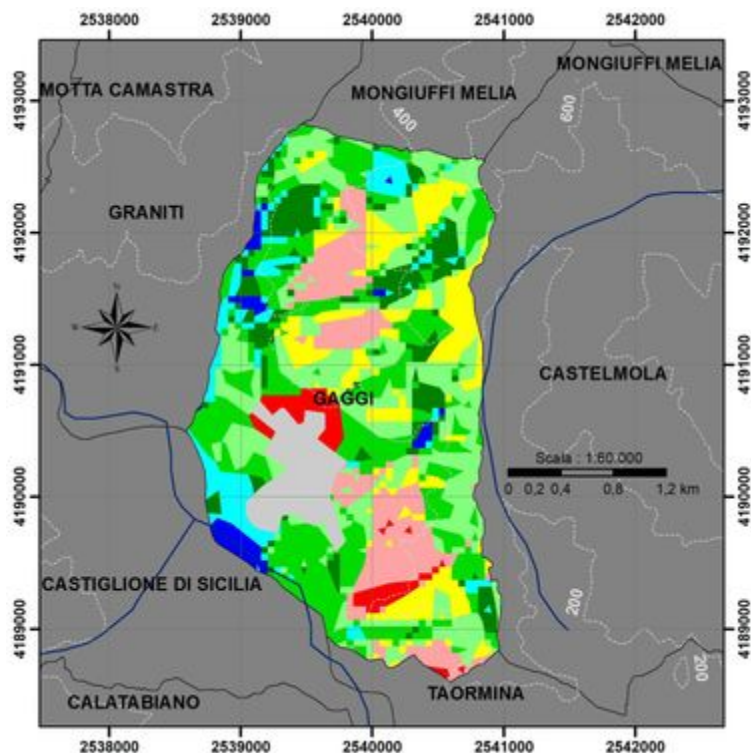 2538000 2539000 2540000 2541000 2542000
MONGIUFFI MELIA
MOTTA CAMASTRA
MONGIUFFI MELIA
4193000
4193000
400
600
GRANITI
4192000
4192000
N
W
E
S
4191000
4191000
CASTELMOLA
GAGGI
Scala : 1:60.000
0 0,2 0,4 0,8 1,2 km
4190000
4190000
CASTIGLIONE DI SICILIA
200
4189000
4189000
200
TAORMINA
CALATABIANO
2538000 2539000 2540000 2541000 2542000